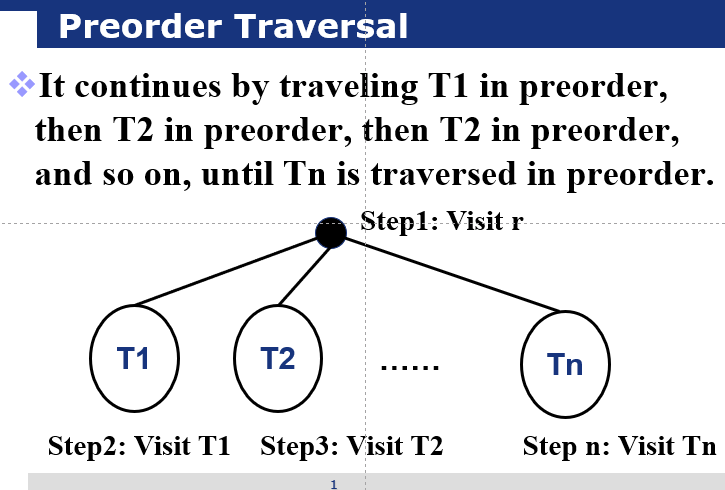 Preorder Traversal
It continues by traveling T1 in preorder,
then T2 in preorder, then T2 in preorder,
and so on, until Tn is traversed in preorder.
Step1: Visit r
T1 T2 ...... Tn
Step2: Visit T1 Step3: Visit T2 Step n: Visit Tn
1